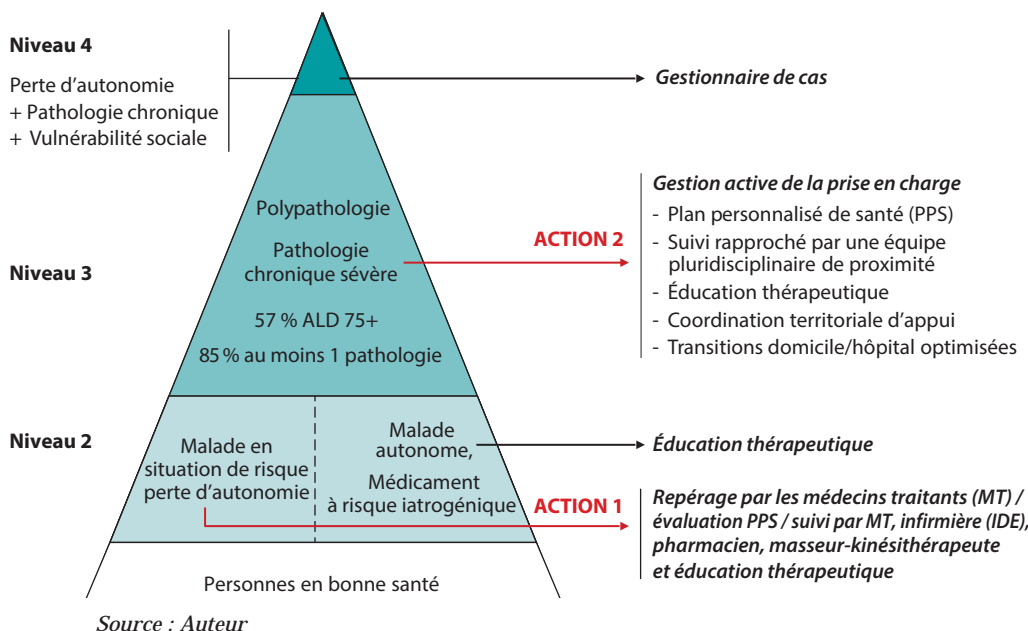 Niveau 4
Perte d'autonomie
+ Pathologie chronique
+ Vulnérabilité sociale
Gestionnaire de cas
Niveau 3
Polypathologie
Pathologie
chronique sévère
57 % ALD 75+
85 % au moins 1 pathologie
ACTION 2
Gestion active de la prise en charge
- Plan personnalisé de santé (PPS)
- Suivi rapproché par une équipe
pluridisciplinaire de proximité
- Éducation thérapeutique
- Coordination territoriale d'appui
- Transitions domicile/hôpital optimisées
Niveau 2
Malade en
situation de risque
perte d'autonomie
Malade
autonome,
Médicament
à risque iatrogénique
Éducation thérapeutique
ACTION 1
Repérage par les médecins traitants (MT) /
évaluation PPS / suivi par MT, infirmière (IDE),
pharmacien, masseur-kinésithérapeute
et éducation thérapeutique
Personnes en bonne santé
Source : Auteur